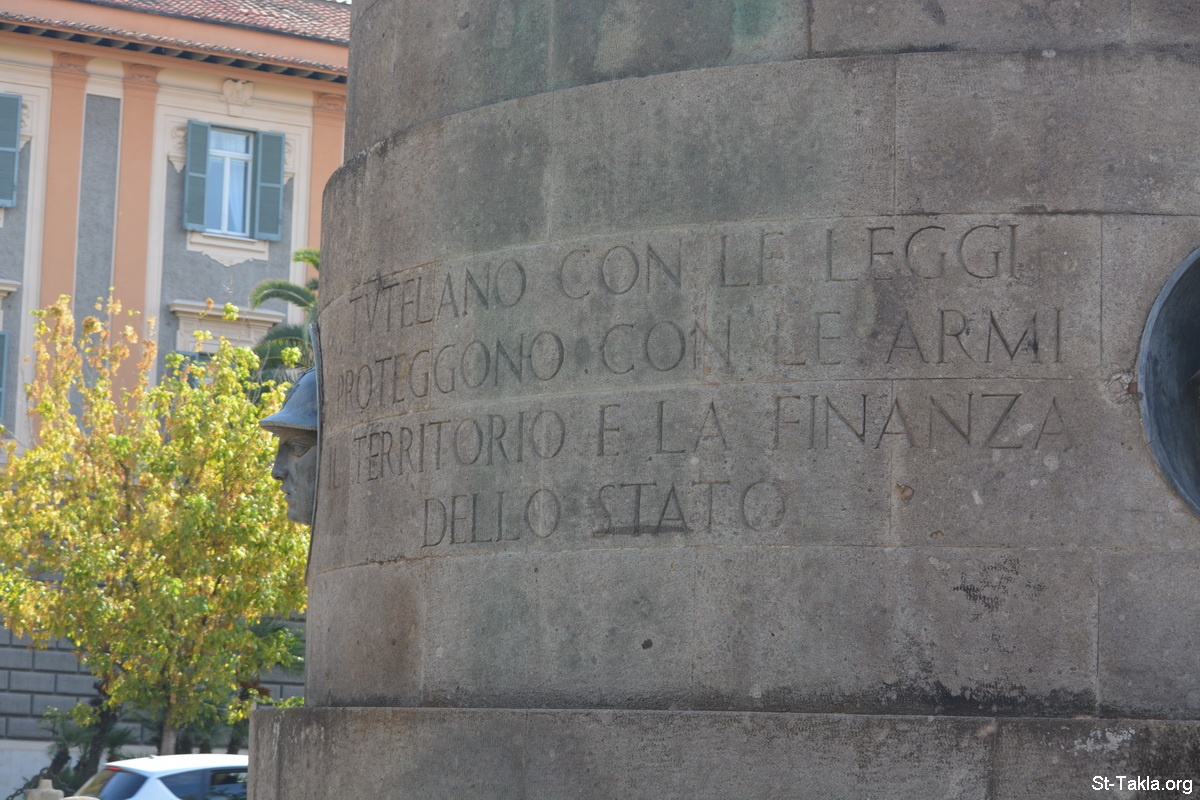 TVTELANO CON LE LEGGI
PROTEGGONO CON LE ARMI
IL TERRITORIO E LA FINANZA
DELLO STATO
St-Takla.org